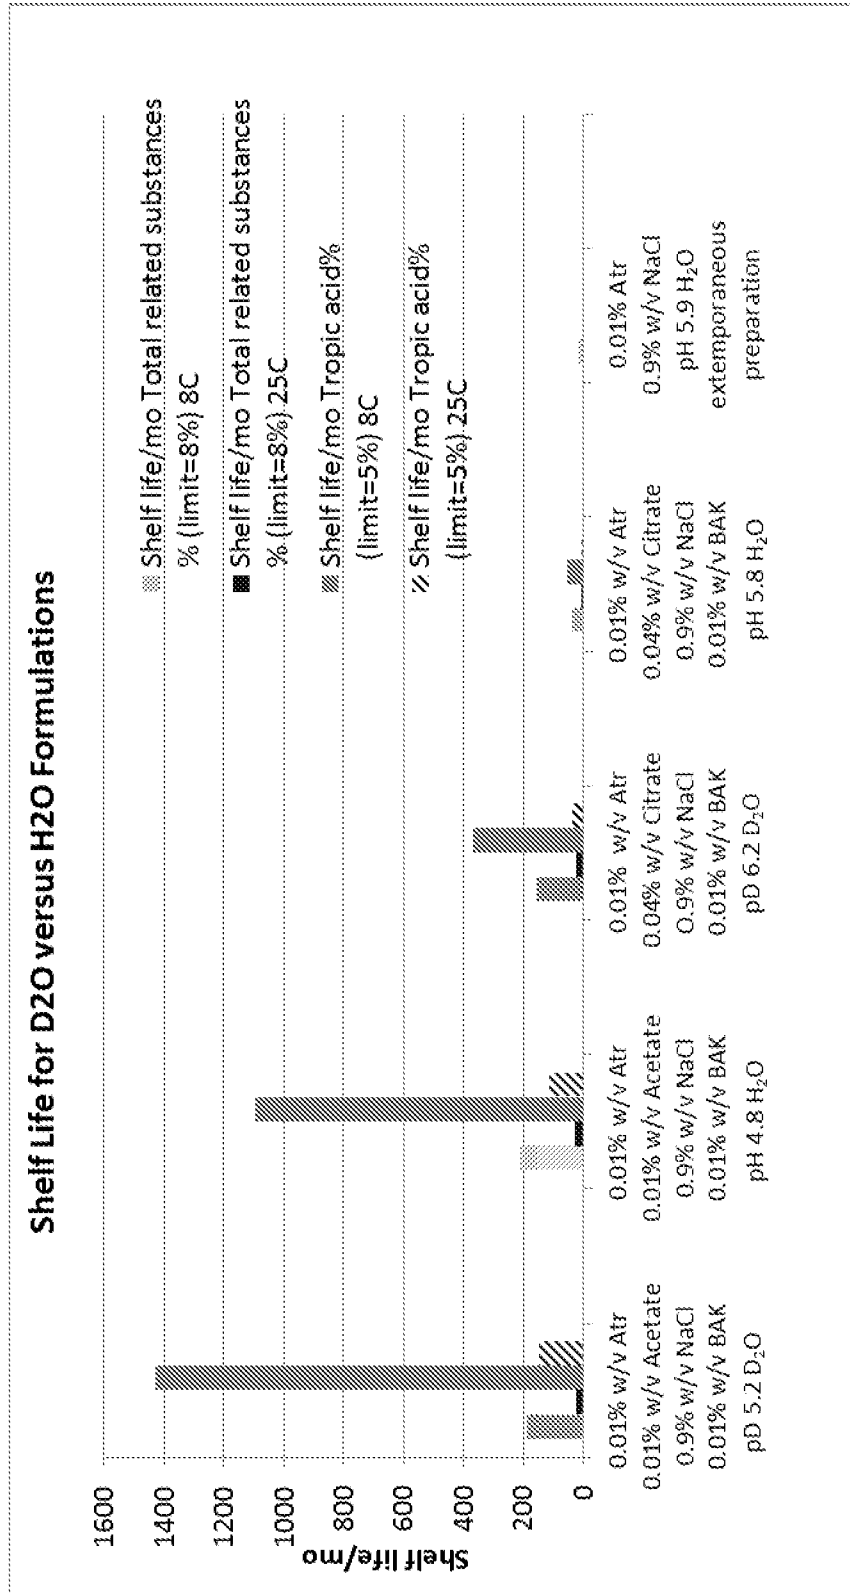 Shelf Life for D2O versus H2O Formulations
Shelf life/mo
1600
1400
1200
1000
800
600
400
200
0
Shelf life/mo Total related substances
% (limit=8%) 8C
Shelf life/mo Total related substances
% (limit=8%) 25C
Shelf life/mo Tropic acid%
(limit=5%) 8C
Shelf life/mo Tropic acid%
(limit=5%) 25C
0.01% w/v Atr
0.01% w/v Acetate
0.9% w/v NaCl
0.01% w/v BAK
pD 5.2 D₂O
0.01% w/v Atr
0.01% w/v Acetate
0.9% w/v NaCl
0.01% w/v BAK
pH 4.8 H₂O
0.01% w/v Atr
0.04% w/v Citrate
0.9% w/v NaCl
0.01% w/v BAK
pD 6.2 D₂O
0.01% w/v Atr
0.04% w/v Citrate
0.9% w/v NaCl
0.01% w/v BAK
pH 5.8 H₂O
0.01% Atr
0.9% w/v NaCl
pH 5.9 H₂O
extemporaneous
preparation